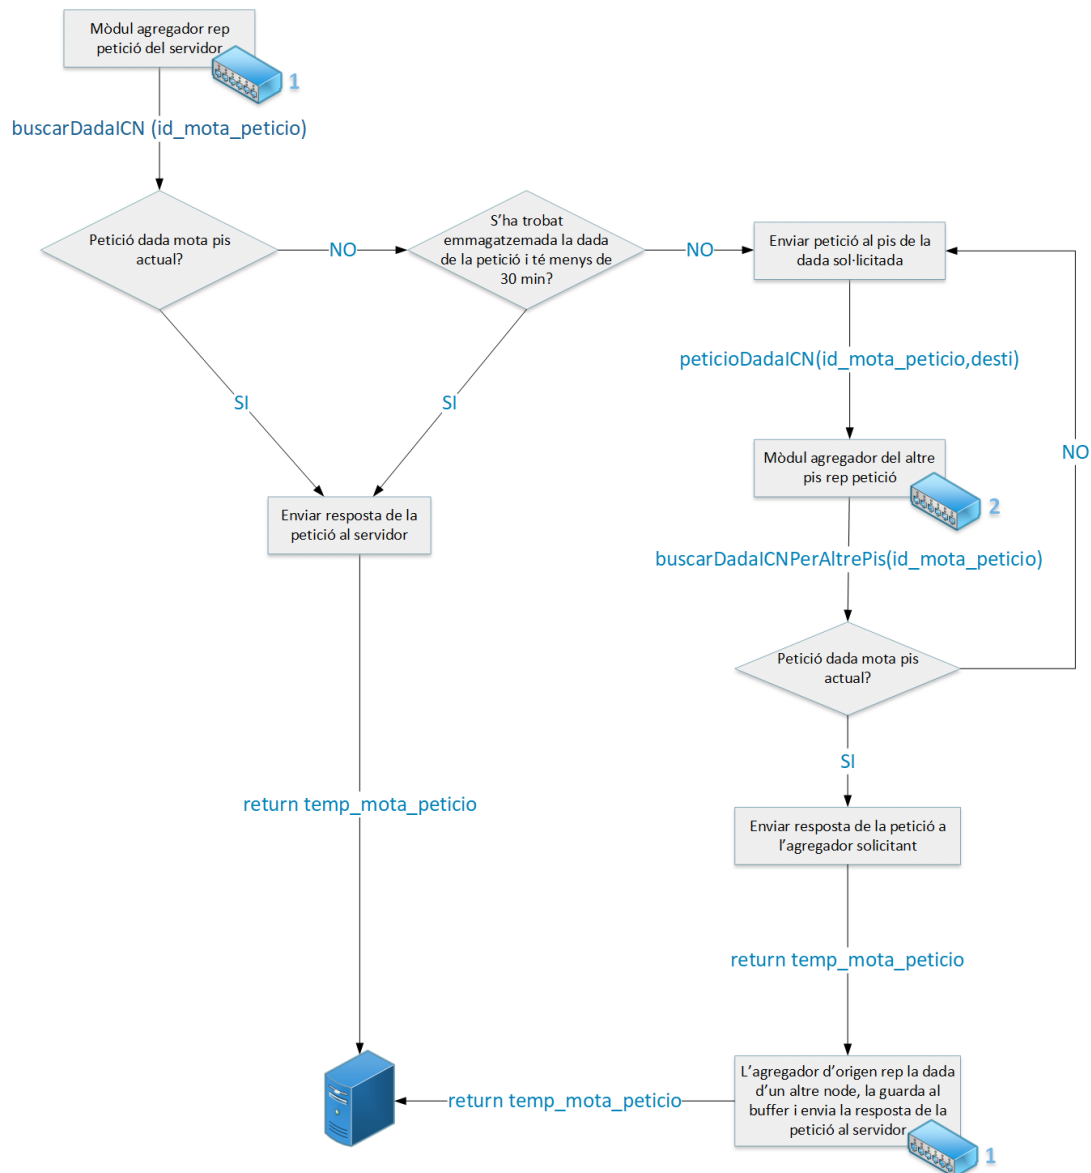 Mòdul agregador rep
petició del servidor
1
buscarDadaICN (id_mota_peticio)
Petició dada mota pis
actual?
NO
S'ha trobat
emmagatzemada la dada
de la petició i té menys de
30 min?
NO
Enviar petició al pis de la
dada sol·licitada
SI
SI
peticioDadaICN(id_mota_peticio,desti)
NO
Mòdul agregador del altre
pis rep petició
2
Enviar resposta de la
petició al servidor
buscarDadaICNPerAltrePis(id_mota_peticio)
Petició dada mota pis
actual?
SI
return temp_mota_peticio
Enviar resposta de la petició a
l'agregador solicitant
return temp_mota_peticio
L'agregador d'origen rep la dada
d'un altre node, la guarda al
buffer i envia la resposta de la
petició al servidor
return temp_mota_peticio
1